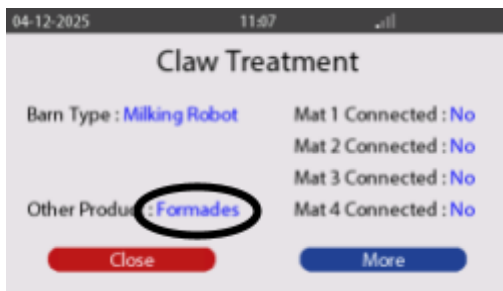 04-12-2025 11:07
Claw Treatment
Barn Type : Milking Robot Mat 1 Connected : No
Mat 2 Connected : No
Mat 3 Connected : No
Other Produc : Formades Mat 4 Connected : No
Close More